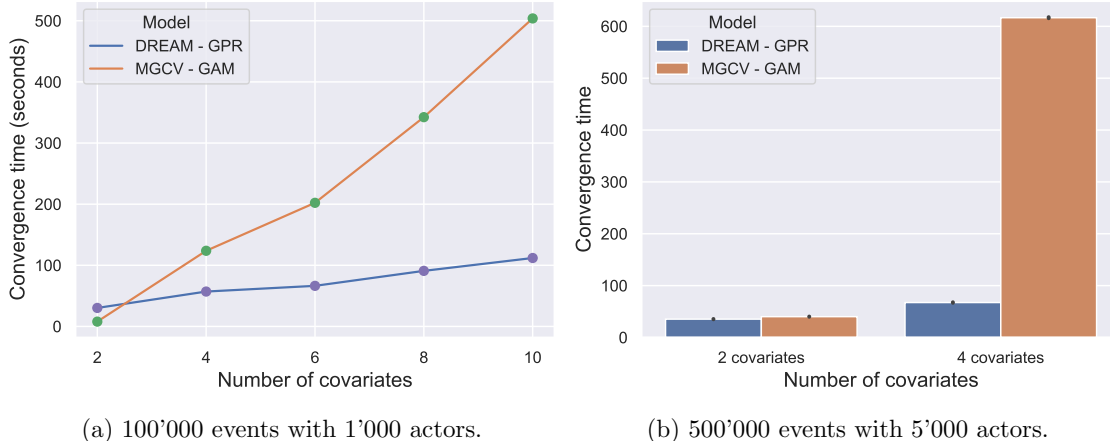 Model
DREAM - GPR
MGCV - GAM
Convergence time (seconds)
500
400
300
200
100
0
2 4 6 8 10
Number of covariates
(a) 100'000 events with 1'000 actors.
Model
DREAM - GPR
MGCV - GAM
Convergence time
600
500
400
300
200
100
0
2 covariates 4 covariates
Number of covariates
(b) 500'000 events with 5'000 actors.